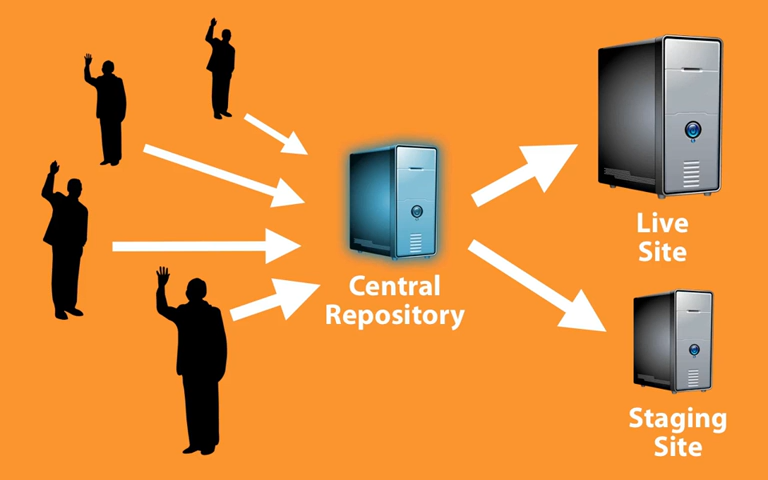 Central
Repository
Live
Site
Staging
Site